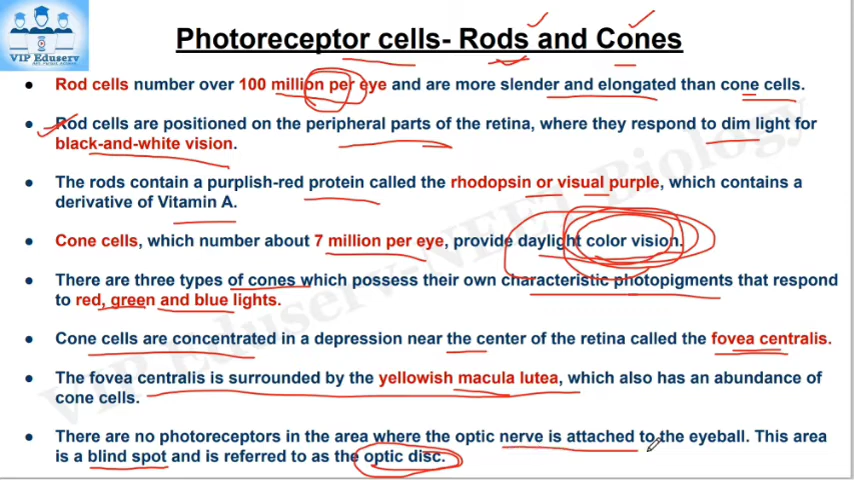 VIP Eduserv
Photoreceptor cells- Rods and Cones
● Rod cells number over 100 million per eye and are more slender and elongated than cone cells.
● Rod cells are positioned on the peripheral parts of the retina, where they respond to dim light for
black-and-white vision.
● The rods contain a purplish-red protein called the rhodopsin or visual purple, which contains a
derivative of Vitamin A.
● Cone cells, which number about 7 million per eye, provide daylight color vision.
● There are three types of cones which possess their own characteristic photopigments that respond
to red, green and blue lights.
● Cone cells are concentrated in a depression near the center of the retina called the fovea centralis.
● The fovea centralis is surrounded by the yellowish macula lutea, which also has an abundance of
cone cells.
● There are no photoreceptors in the area where the optic nerve is attached to the eyeball. This area
is a blind spot and is referred to as the optic disc.
VIP Eduserv-NEET Biology